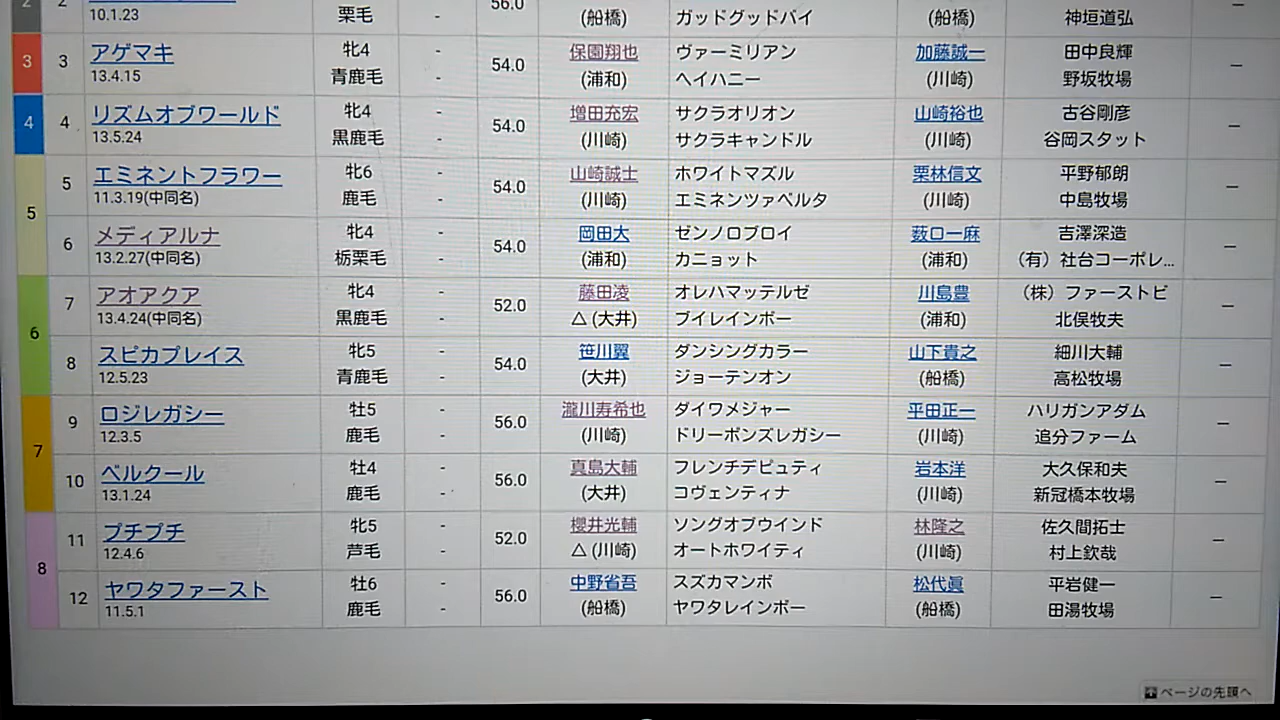 2 2 56.0
10.1.23 栗毛 - (船橋) ガッドグッドバイ (船橋) 神垣道弘 ―
3 3 アゲマキ 牝4 - 54.0 保園翔也 ヴァーミリアン 加藤誠一 田中良輝 ―
13.4.15 青鹿毛 - (浦和) ヘイハニー (川崎) 野坂牧場
4 4 リズムオブワールド 牝4 - 54.0 増田充宏 サクラオリオン 山崎裕也 古谷剛彦 ―
13.5.24 黒鹿毛 - (川崎) サクラキャンドル (川崎) 谷岡スタット
5 5 エミネントフラワー 牝6 - 54.0 山崎誠士 ホワイトマズル 栗林信文 平野郁朗 ―
11.3.19(中同名) 鹿毛 - (川崎) エミネンツァベルタ (川崎) 中島牧場
6 メディアルナ 牝4 - 54.0 岡田大 ゼンノロブロイ 薮口一麻 吉澤深造 ―
13.2.27(中同名) 栃栗毛 - (浦和) カニョット (浦和) (有)社台コーポレ...
6 7 アオアクア 牝4 - 52.0 藤田凌 オレハマッテルゼ 川島豊 (株)ファーストビ ―
13.4.24(中同名) 黒鹿毛 - △(大井) ブイレインボー (浦和) 北俣牧夫
8 スピカプレイス 牝5 - 54.0 笹川翼 ダンシングカラー 山下貴之 細川大輔 ―
12.5.23 青鹿毛 - (大井) ジョーテンオン (船橋) 高松牧場
7 9 ロジレガシー 牡5 - 56.0 瀧川寿希也 ダイワメジャー 平田正一 ハリガンアダム ―
12.3.5 鹿毛 - (川崎) ドリーポンズレガシー (川崎) 追分ファーム
10 ベルクール 牡4 - 56.0 真島大輔 フレンチデピュティ 岩本洋 大久保和夫 ―
13.1.24 鹿毛 - (大井) コヴェンティナ (川崎) 新冠橋本牧場
8 11 プチプチ 牝5 - 52.0 櫻井光輔 ソングオブウインド 林隆之 佐久間拓士 ―
12.4.6 芦毛 - △(川崎) オートホワイティ (川崎) 村上欽哉
12 ヤワタファースト 牡6 - 56.0 中野省吾 スズカマンボ 松代眞 平岩健一 ―
11.5.1 鹿毛 - (船橋) ヤワタレインボー (船橋) 田湯牧場
ページの先頭へ